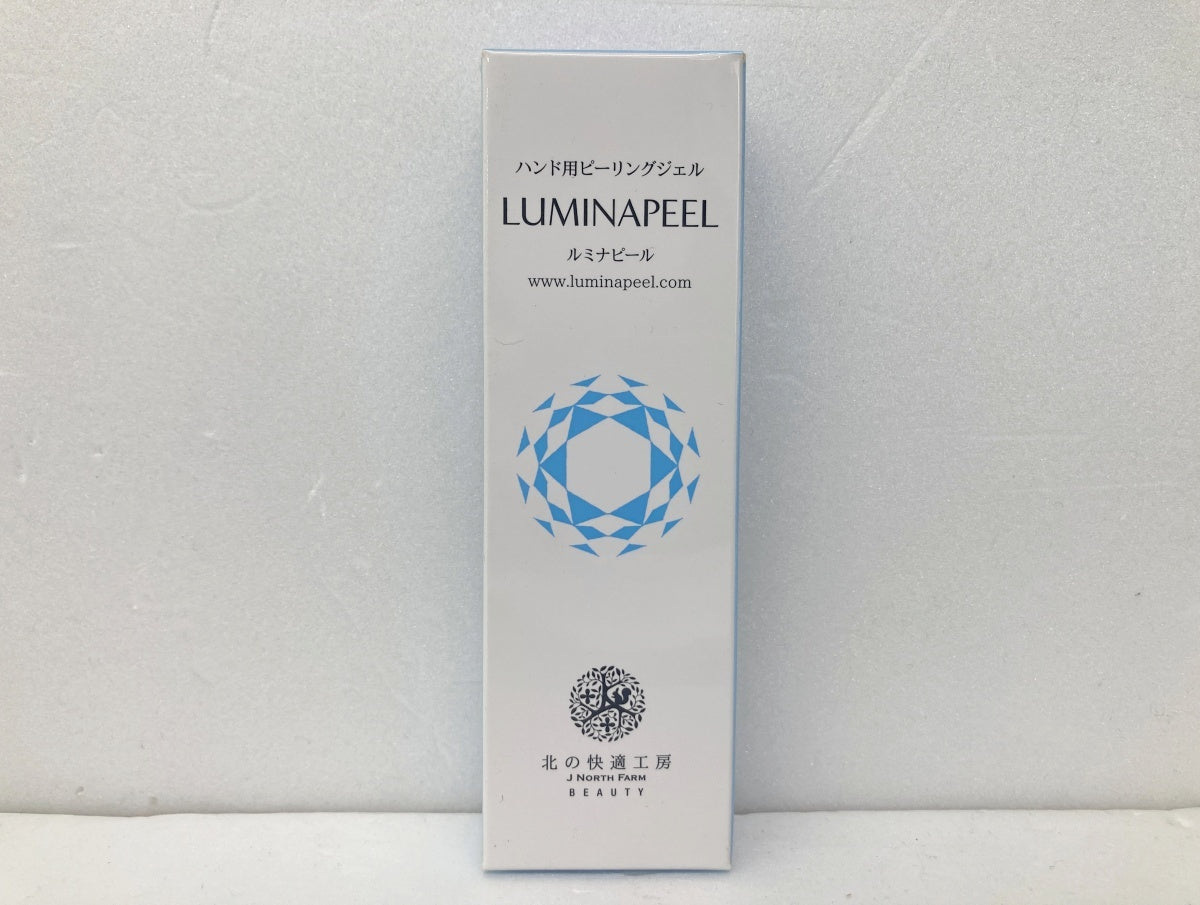 ハンド用ピーリングジェル
LUMINAPEEL
ルミナピール
www.luminapeel.com
北の快適工房
J NORTH FARM
BEAUTY